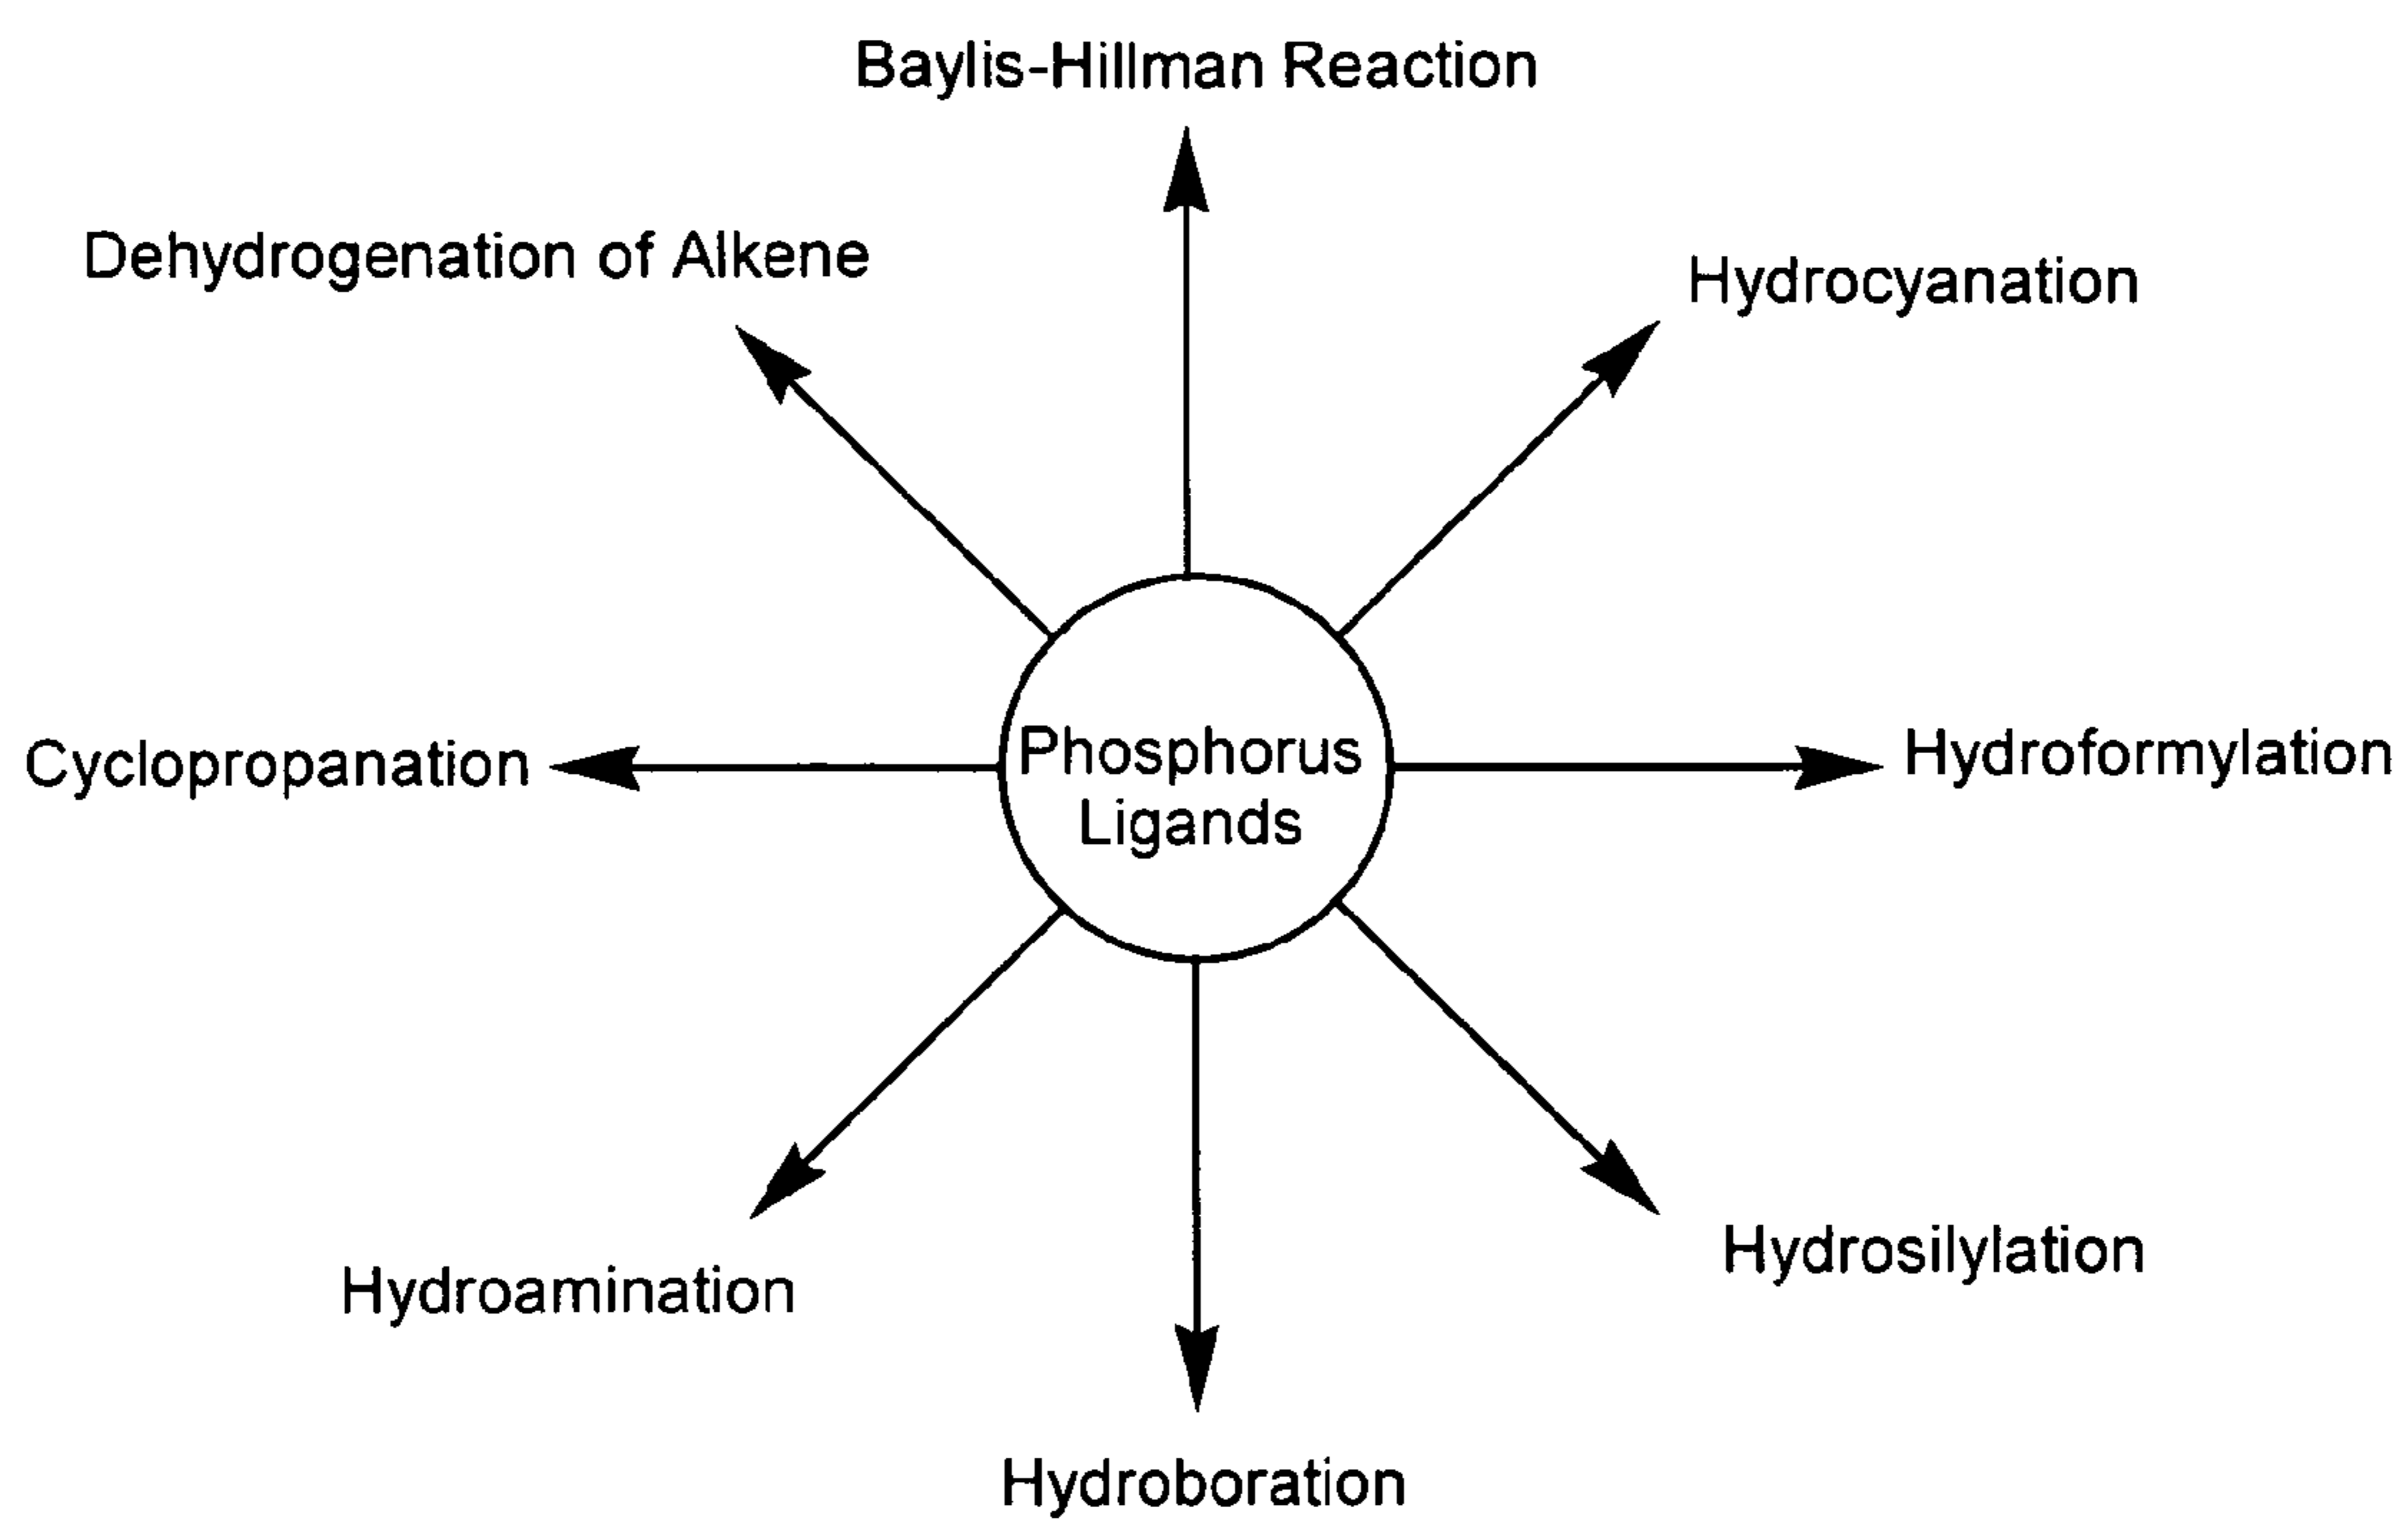 Baylis-Hillman Reaction
Dehydrogenation of Alkene
Hydrocyanation
Cyclopropanation
Phosphorus
Ligands
Hydroformylation
Hydroamination
Hydrosilylation
Hydroboration